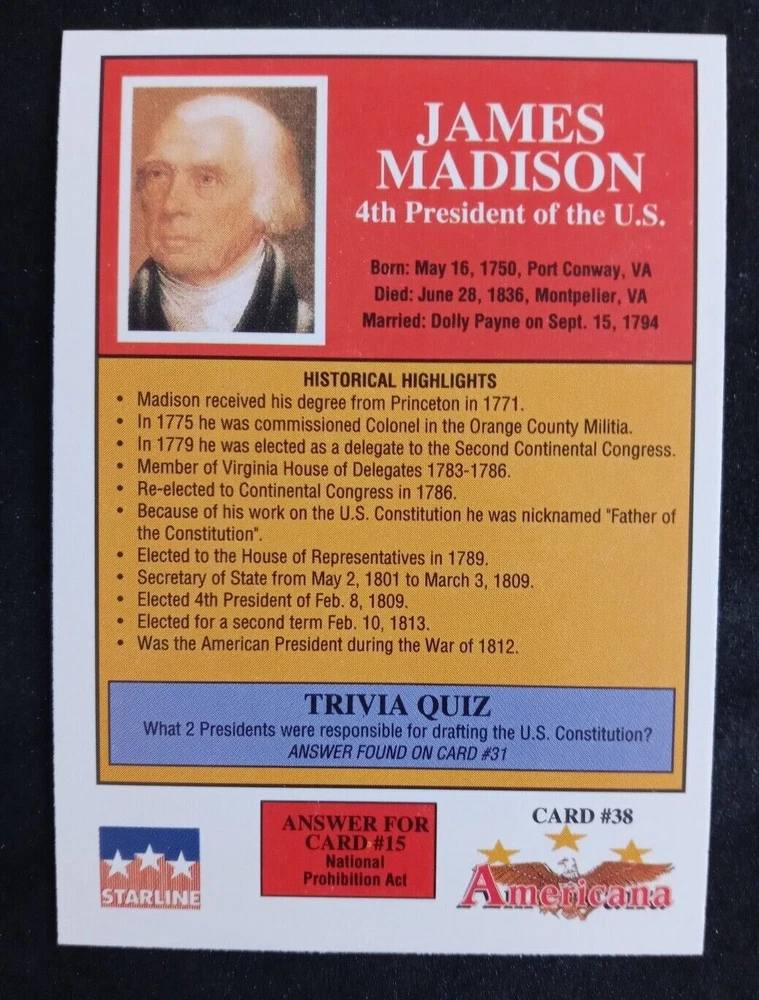 JAMES
MADISON
4th President of the U.S.
Born: May 16, 1750, Port Conway, VA
Died: June 28, 1836, Montpelier, VA
Married: Dolly Payne on Sept. 15, 1794
HISTORICAL HIGHLIGHTS
• Madison received his degree from Princeton in 1771.
• In 1775 he was commissioned Colonel in the Orange County Militia.
• In 1779 he was elected as a delegate to the Second Continental Congress.
• Member of Virginia House of Delegates 1783-1786.
• Re-elected to Continental Congress in 1786.
• Because of his work on the U.S. Constitution he was nicknamed "Father of
the Constitution".
• Elected to the House of Representatives in 1789.
• Secretary of State from May 2, 1801 to March 3, 1809.
• Elected 4th President of Feb. 8, 1809.
• Elected for a second term Feb. 10, 1813.
• Was the American President during the War of 1812.
TRIVIA QUIZ
What 2 Presidents were responsible for drafting the U.S. Constitution?
ANSWER FOUND ON CARD #31
STARLINE
ANSWER FOR
CARD #15
National
Prohibition Act
CARD #38
Americana